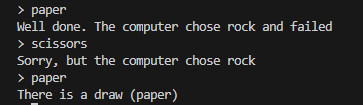 > paper
Well done. The computer chose rock and failed
> scissors
Sorry, but the computer chose rock
> paper
There is a draw (paper)